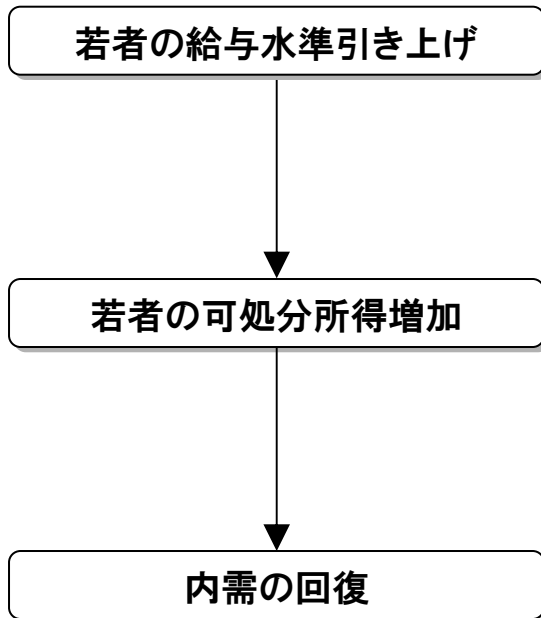 若者の給与水準引き上げ
若者の可処分所得増加
内需の回復